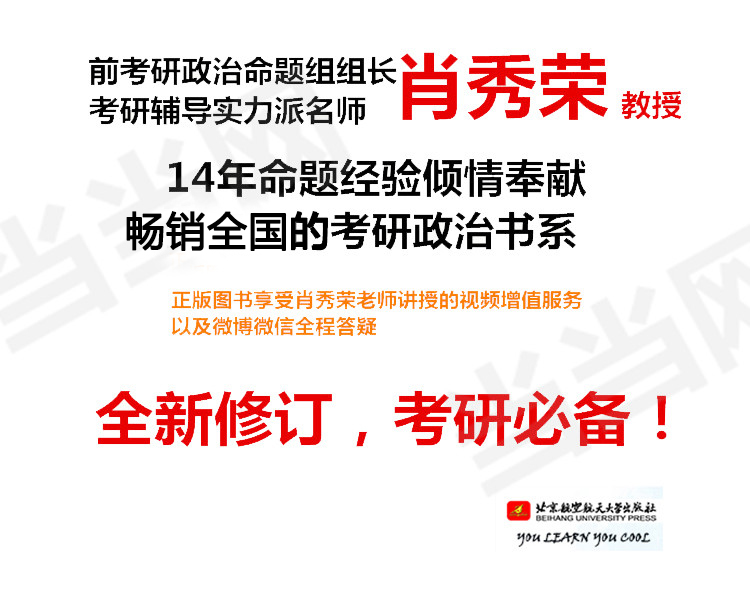 前考研政治命题组组长
考研辅导实力派名师
肖秀荣 教授
14年命题经验倾情奉献
畅销全国的考研政治书系
正版图书享受肖秀荣老师讲授的视频增值服务
以及微博微信全程答疑
全新修订，考研必备！
北京航空航天大学出版社
BEIHANG UNIVERSITY PRESS
YOU LEARN YOU COOL
当当网
当当网